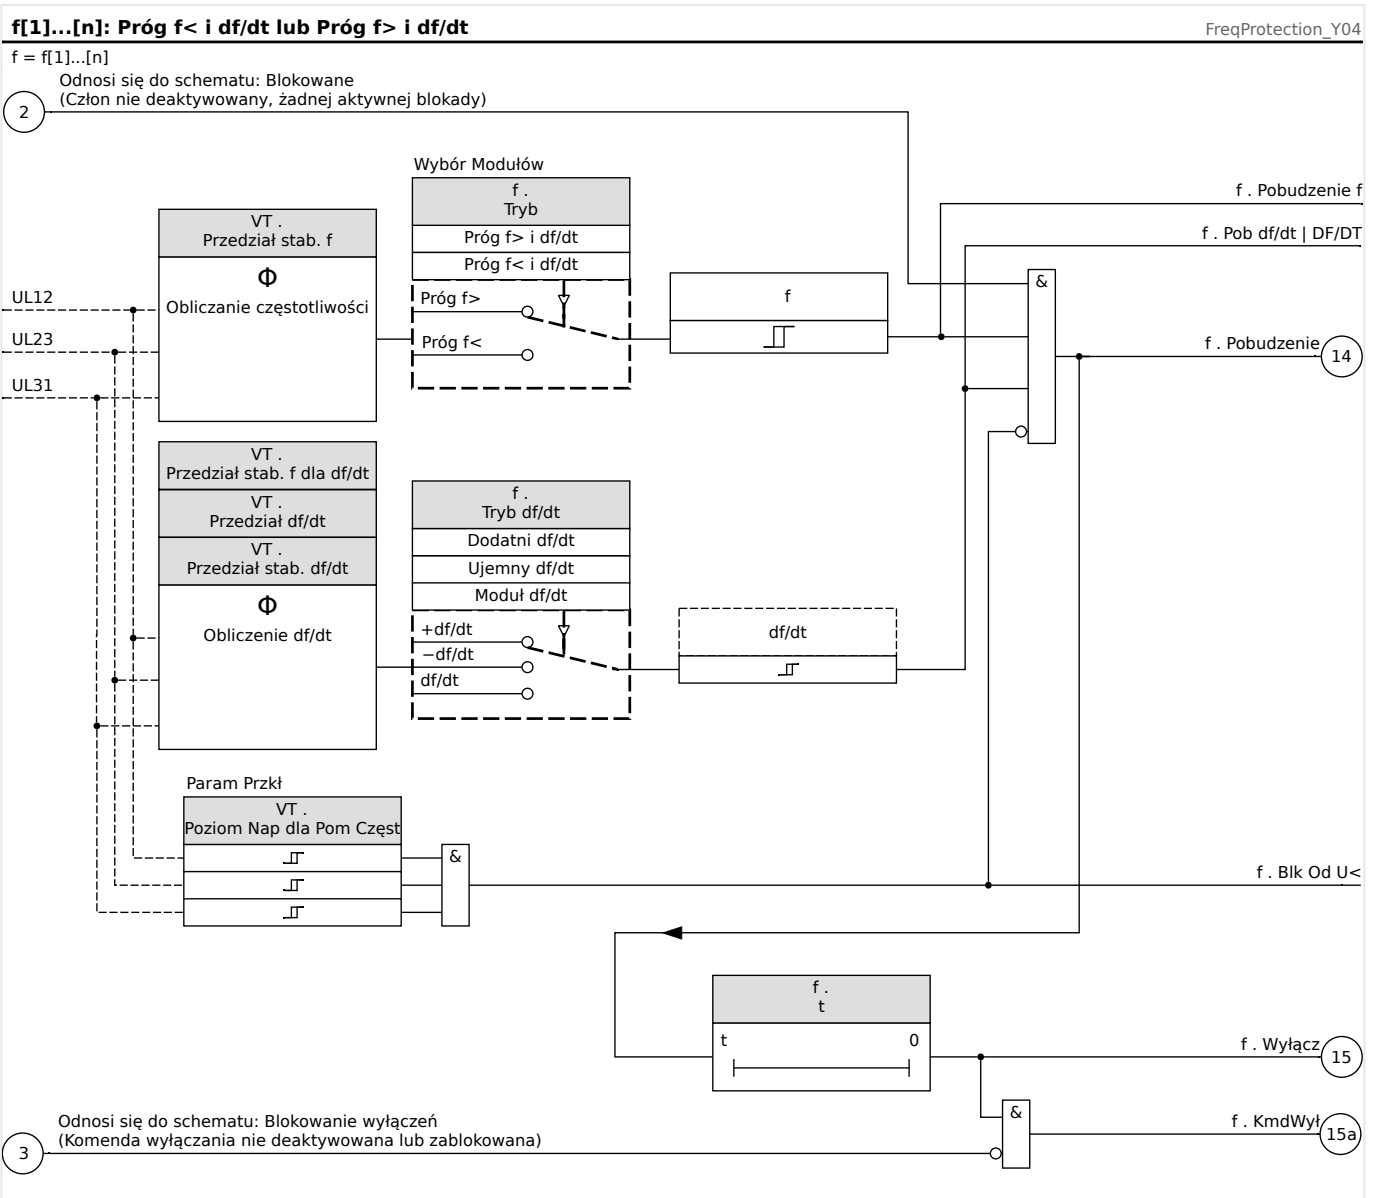 f[1]...[n]: Próg f< i df/dt lub Próg f> i df/dt
FreqProtection_Y04
f = f[1]...[n]
Odnosi się do schematu: Blokowane
(Człon nie deaktywowany, żadnej aktywnej blokady)
2
Wybór Modułów
f .
Tryb
Próg f> i df/dt
Próg f< i df/dt
Próg f>
Próg f<
VT .
Przedział stab. f
Φ
Obliczanie częstotliwości
UL12
UL23
UL31
f
&
f . Pobudzenie f
f . Pob df/dt | DF/DT
f . Pobudzenie
14
VT .
Przedział stab. f dla df/dt
VT .
Przedział df/dt
VT .
Przedział stab. df/dt
Φ
Obliczenie df/dt
f .
Tryb df/dt
Dodatni df/dt
Ujemny df/dt
Moduł df/dt
+df/dt
−df/dt
df/dt
df/dt
Param Przkł
VT .
Poziom Nap dla Pom Częst
&
f . Blk Od U<
f .
t
t
0
f . Wyłącz
15
&
f . KmdWył
15a
Odnosi się do schematu: Blokowanie wyłączeń
(Komenda wyłączania nie deaktywowana lub zablokowana)
3